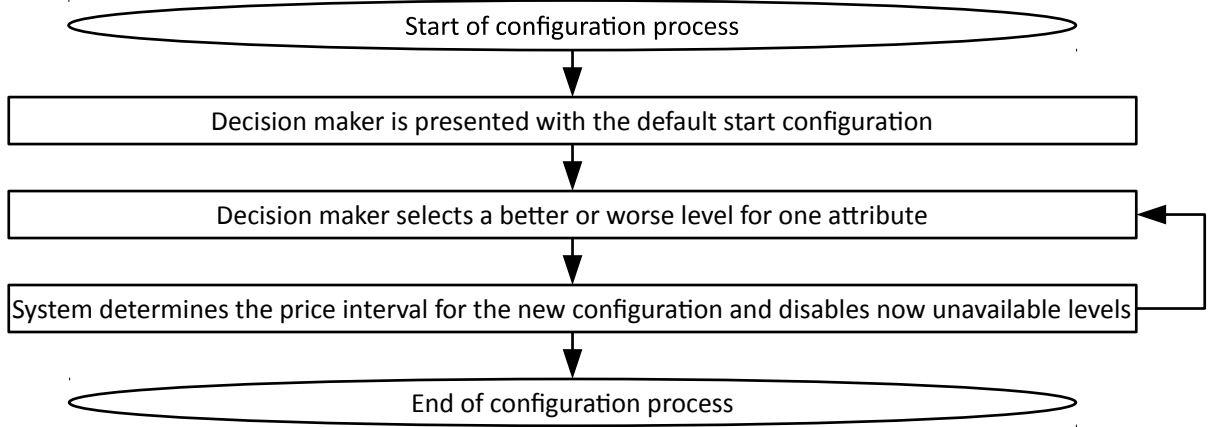 Start of configuration process
Decision maker is presented with the default start configuration
Decision maker selects a better or worse level for one attribute
System determines the price interval for the new configuration and disables now unavailable levels
End of configuration process